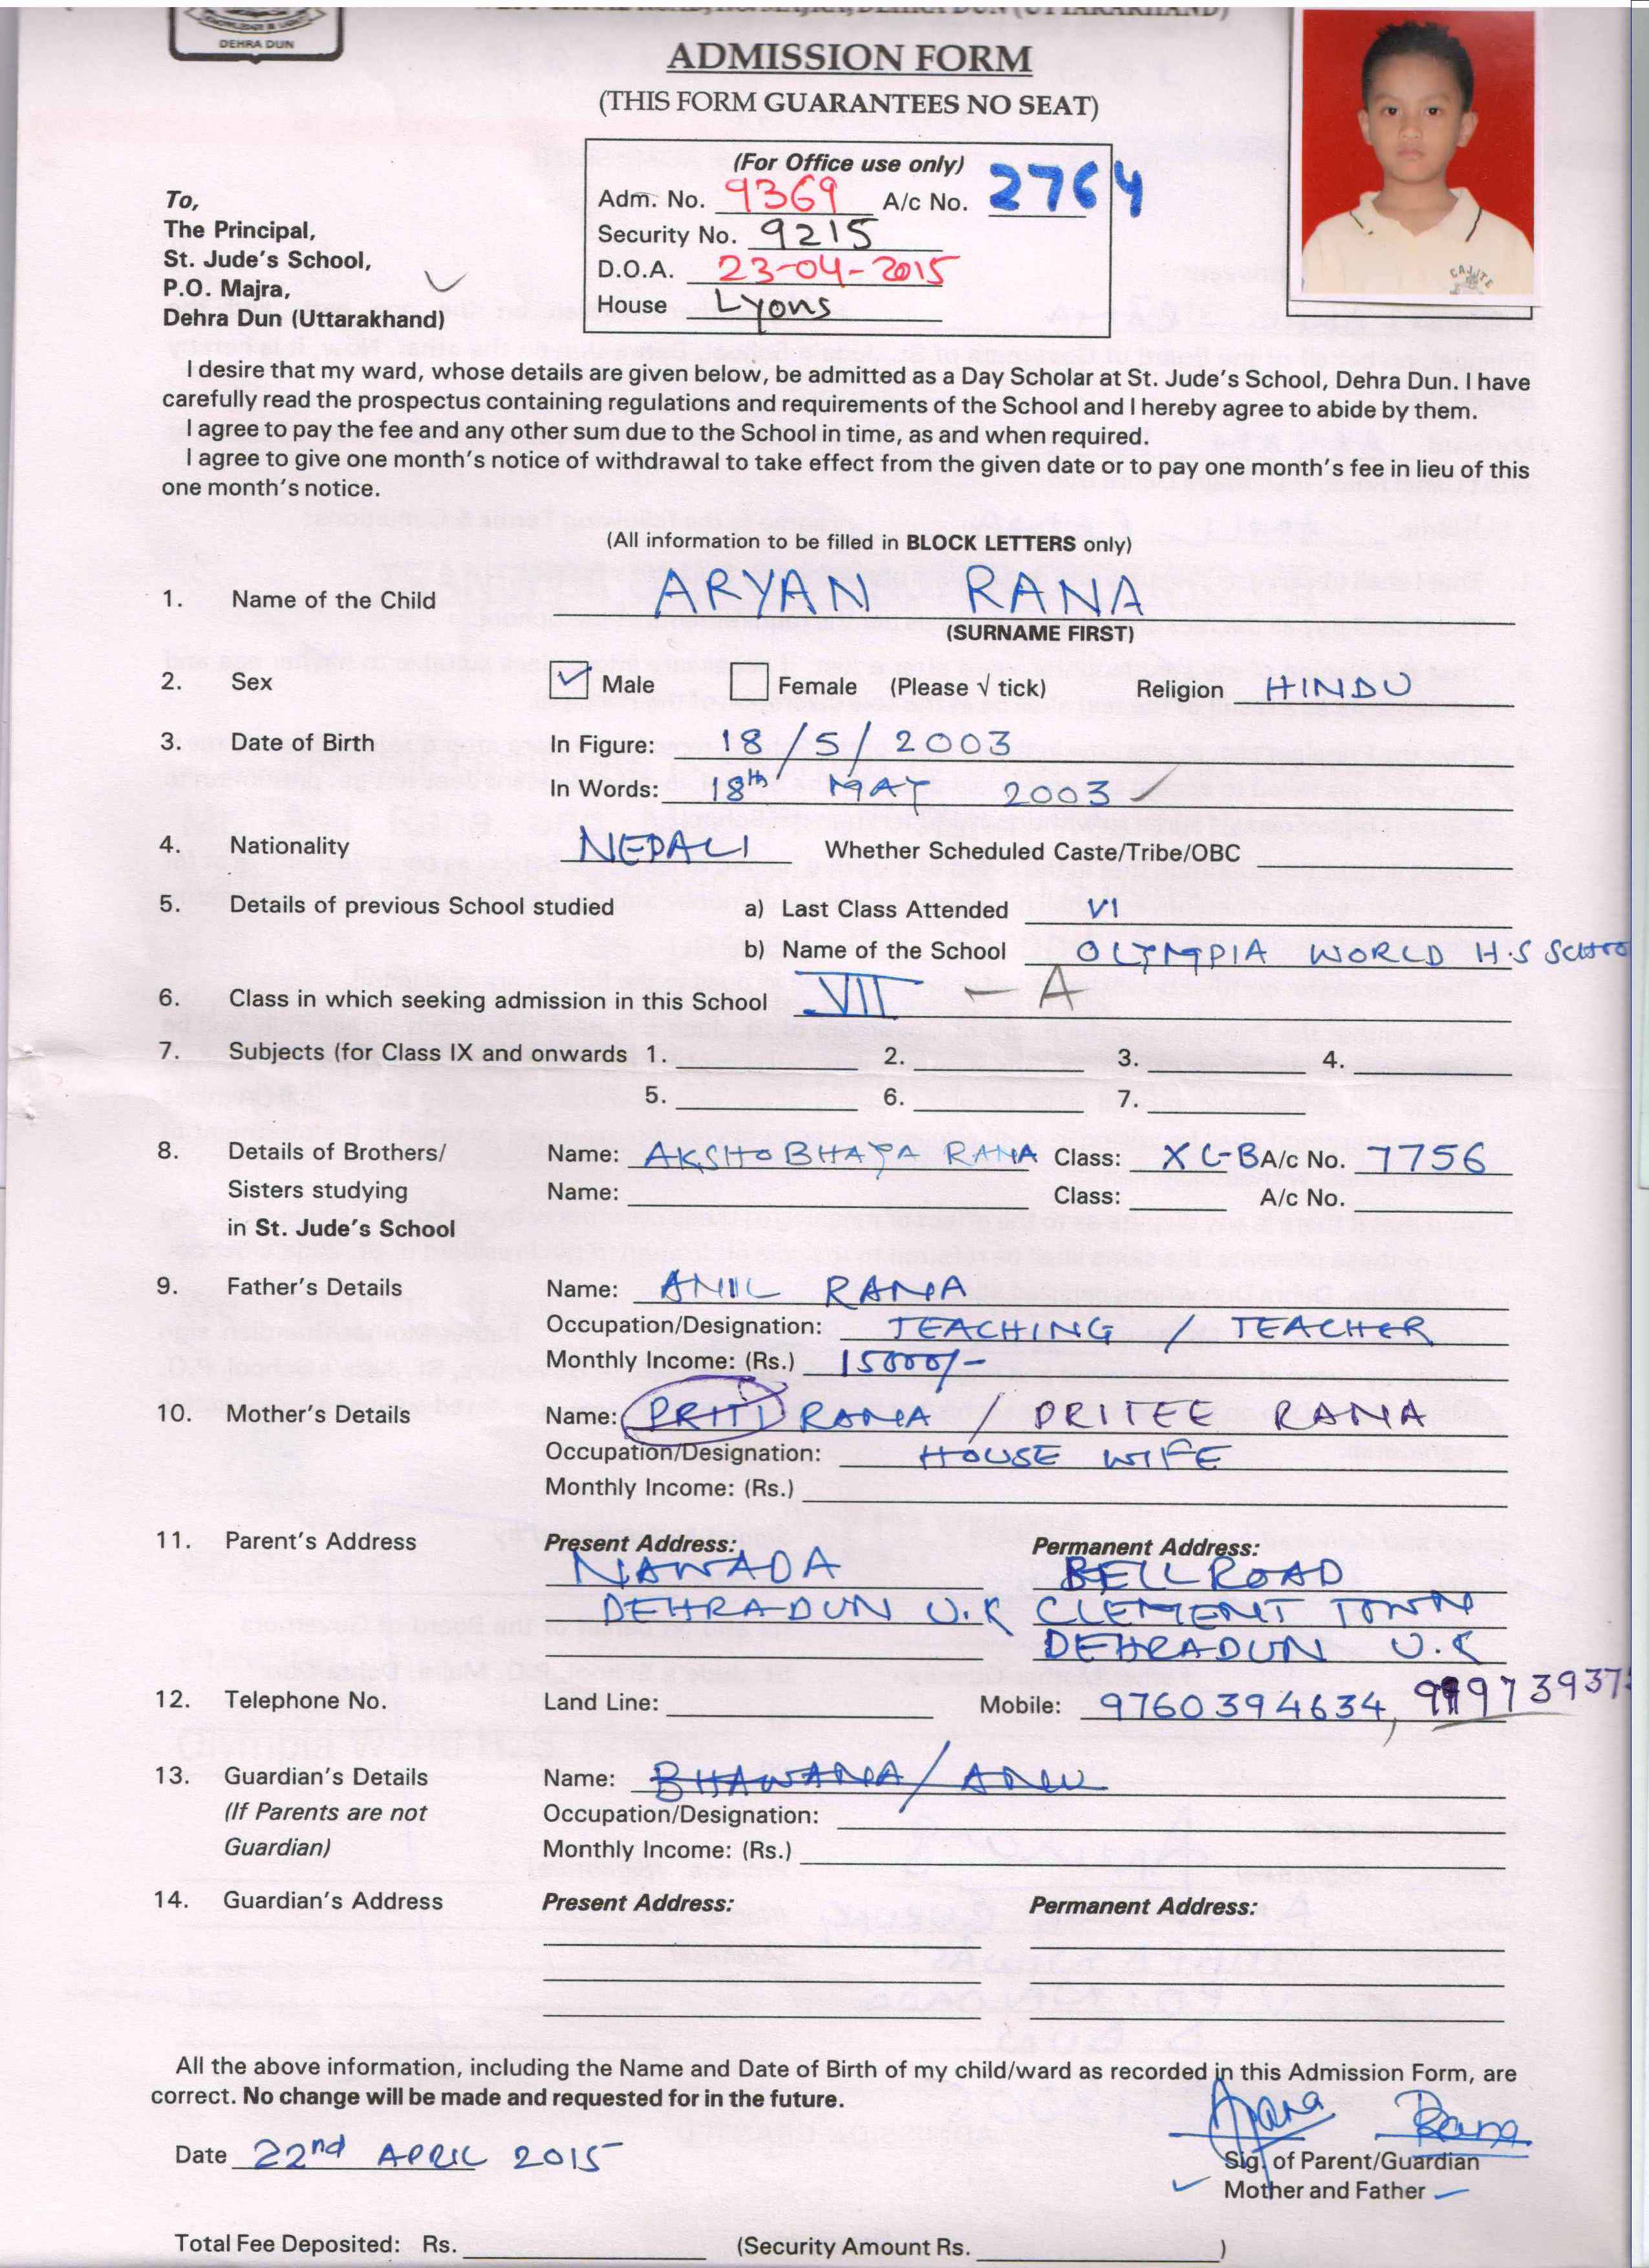 DEHRA DUN
ADMISSION FORM
(THIS FORM GUARANTEES NO SEAT)
(For Office use only)
Adm. No. 9369 A/c No. 2764
Security No. 9215
D.O.A. 23-04-2015
House Lyons
To,
The Principal,
St. Jude's School,
P.O. Majra,
Dehra Dun (Uttarakhand)
I desire that my ward, whose details are given below, be admitted as a Day Scholar at St. Jude's School, Dehra Dun. I have
carefully read the prospectus containing regulations and requirements of the School and I hereby agree to abide by them.
I agree to pay the fee and any other sum due to the School in time, as and when required.
I agree to give one month's notice of withdrawal to take effect from the given date or to pay one month's fee in lieu of this
one month's notice.
(All information to be filled in BLOCK LETTERS only)
1. Name of the Child ARYAN RANA
(SURNAME FIRST)
2. Sex Male Female (Please √ tick) Religion HINDU
3. Date of Birth In Figure: 18/5/2003
In Words: 18th MAY 2003
4. Nationality NEPALI Whether Scheduled Caste/Tribe/OBC
5. Details of previous School studied a) Last Class Attended VI
b) Name of the School OLYMPIA WORLD H.S SCHOO
6. Class in which seeking admission in this School VII - A
7. Subjects (for Class IX and onwards 1. 2. 3. 4.
5. 6. 7.
8. Details of Brothers/ Name: AKSHOBHAYA RANA Class: X C-B A/c No. 7756
Sisters studying Name: Class: A/c No.
in St. Jude's School
9. Father's Details Name: ANIL RANA
Occupation/Designation: TEACHING / TEACHER
Monthly Income: (Rs.) 15000/-
10. Mother's Details Name: PRITI RANA / PRITEE RANA
Occupation/Designation: HOUSE WIFE
Monthly Income: (Rs.)
11. Parent's Address Present Address: Permanent Address:
NAWADA BELL ROAD
DEHRADUN U.K CLEMENT TOWN
DEHRADUN U.K
12. Telephone No. Land Line: Mobile: 9760394634,
13. Guardian's Details Name: BHAWANA / ANU
(If Parents are not Occupation/Designation:
Guardian) Monthly Income: (Rs.)
14. Guardian's Address Present Address: Permanent Address:
All the above information, including the Name and Date of Birth of my child/ward as recorded in this Admission Form, are
correct. No change will be made and requested for in the future.
Rana
Date 22nd APRIL 2015
Sig. of Parent/Guardian
Mother and Father
Total Fee Deposited: Rs. (Security Amount Rs. )